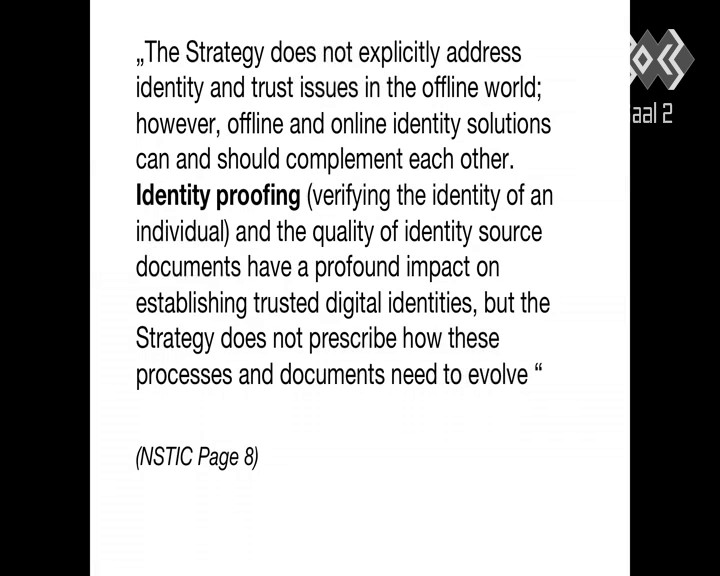 „The Strategy does not explicitly address
identity and trust issues in the offline world;
however, offline and online identity solutions
can and should complement each other.
Identity proofing (verifying the identity of an
individual) and the quality of identity source
documents have a profound impact on
establishing trusted digital identities, but the
Strategy does not prescribe how these
processes and documents need to evolve “
(NSTIC Page 8)
aal 2